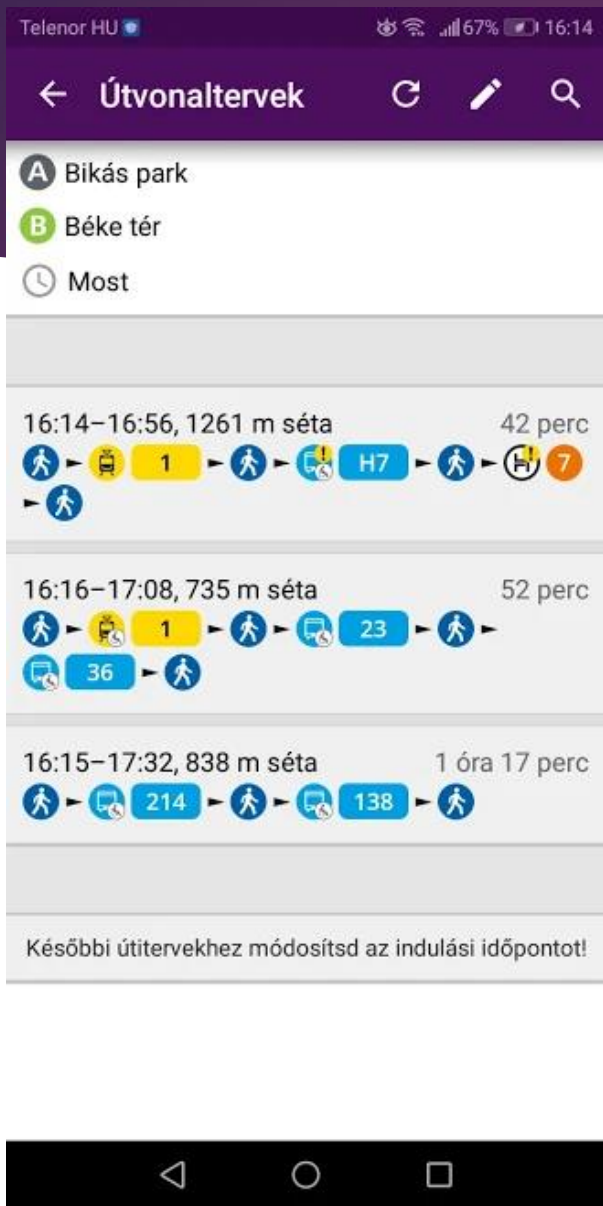 Telenor HU 67% 16:14
Útvonaltervek
A Bikás park
B Béke tér
Most
16:14–16:56, 1261 m séta 42 perc
1 H7 H 7
16:16–17:08, 735 m séta 52 perc
1 23
36
16:15–17:32, 838 m séta 1 óra 17 perc
214 138
Későbbi útitervekhez módosítsd az indulási időpontot!